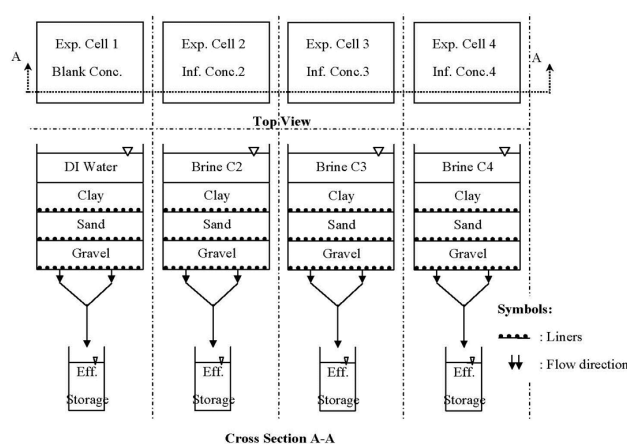 Exp. Cell 1
Blank Conc.
Exp. Cell 2
Inf. Conc.2
Exp. Cell 3
Inf. Conc.3
Exp. Cell 4
Inf. Conc.4
A
A
Top View
DI Water
Clay
Sand
Gravel
Eff.
Storage
Brine C2
Clay
Sand
Gravel
Eff.
Storage
Brine C3
Clay
Sand
Gravel
Eff.
Storage
Brine C4
Clay
Sand
Gravel
Eff.
Storage
Symbols:
: Liners
: Flow direction
Cross Section A-A